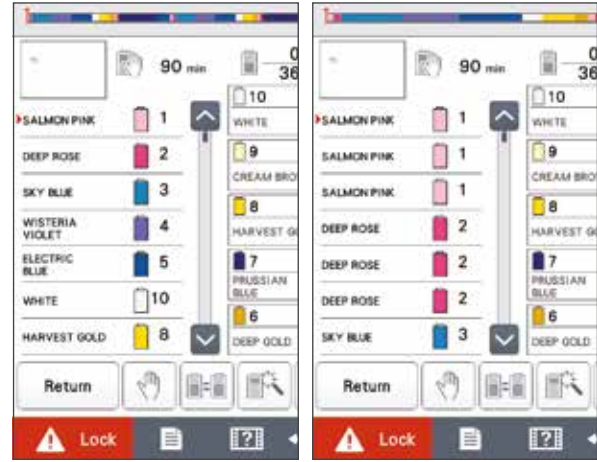 90 min
0
36
SALMON PINK 1
DEEP ROSE 2
SKY BLUE 3
WISTERIA
VIOLET 4
ELECTRIC
BLUE 5
WHITE 10
HARVEST GOLD 8
10
WHITE
9
CREAM BRO
8
HARVEST GO
7
PRUSSIAN
BLUE
6
DEEP GOLD
Return
Lock
?
90 min
0
36
SALMON PINK 1
SALMON PINK 1
SALMON PINK 1
DEEP ROSE 2
DEEP ROSE 2
DEEP ROSE 2
SKY BLUE 3
10
WHITE
9
CREAM BRO
8
HARVEST GO
7
PRUSSIAN
BLUE
6
DEEP GOLD
Return
Lock
?